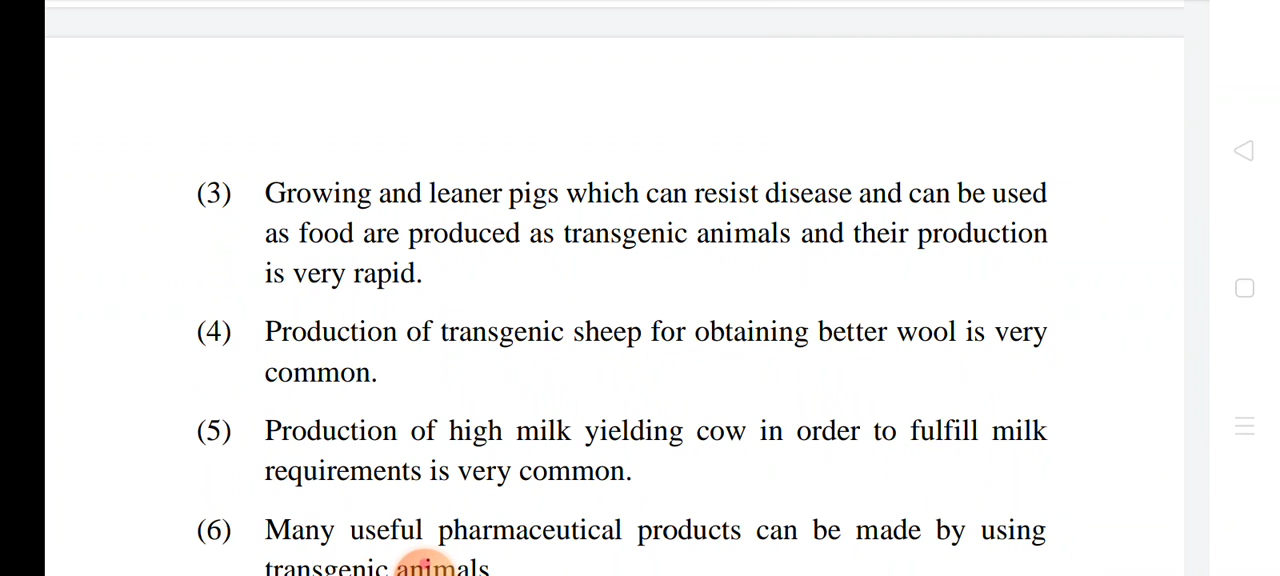 (3) Growing and leaner pigs which can resist disease and can be used
as food are produced as transgenic animals and their production
is very rapid.
(4) Production of transgenic sheep for obtaining better wool is very
common.
(5) Production of high milk yielding cow in order to fulfill milk
requirements is very common.
(6) Many useful pharmaceutical products can be made by using
transgenic animals